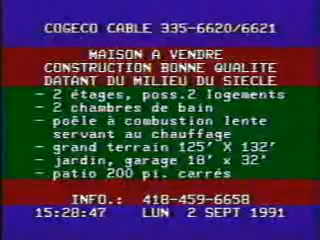 COGECO CABLE 335-6620/6621
MAISON A VENDRE
CONSTRUCTION BONNE QUALITE
DATANT DU MILIEU DU SIECLE
- 2 étages, poss.2 logements
- 2 chambres de bain
- poêle à combustion lente
servant au chauffage
- grand terrain 125' X 132'
- jardin, garage 18' x 32'
- patio 200 pi. carrés
INFO.: 418-459-6658
15:28:47 LUN 2 SEPT 1991